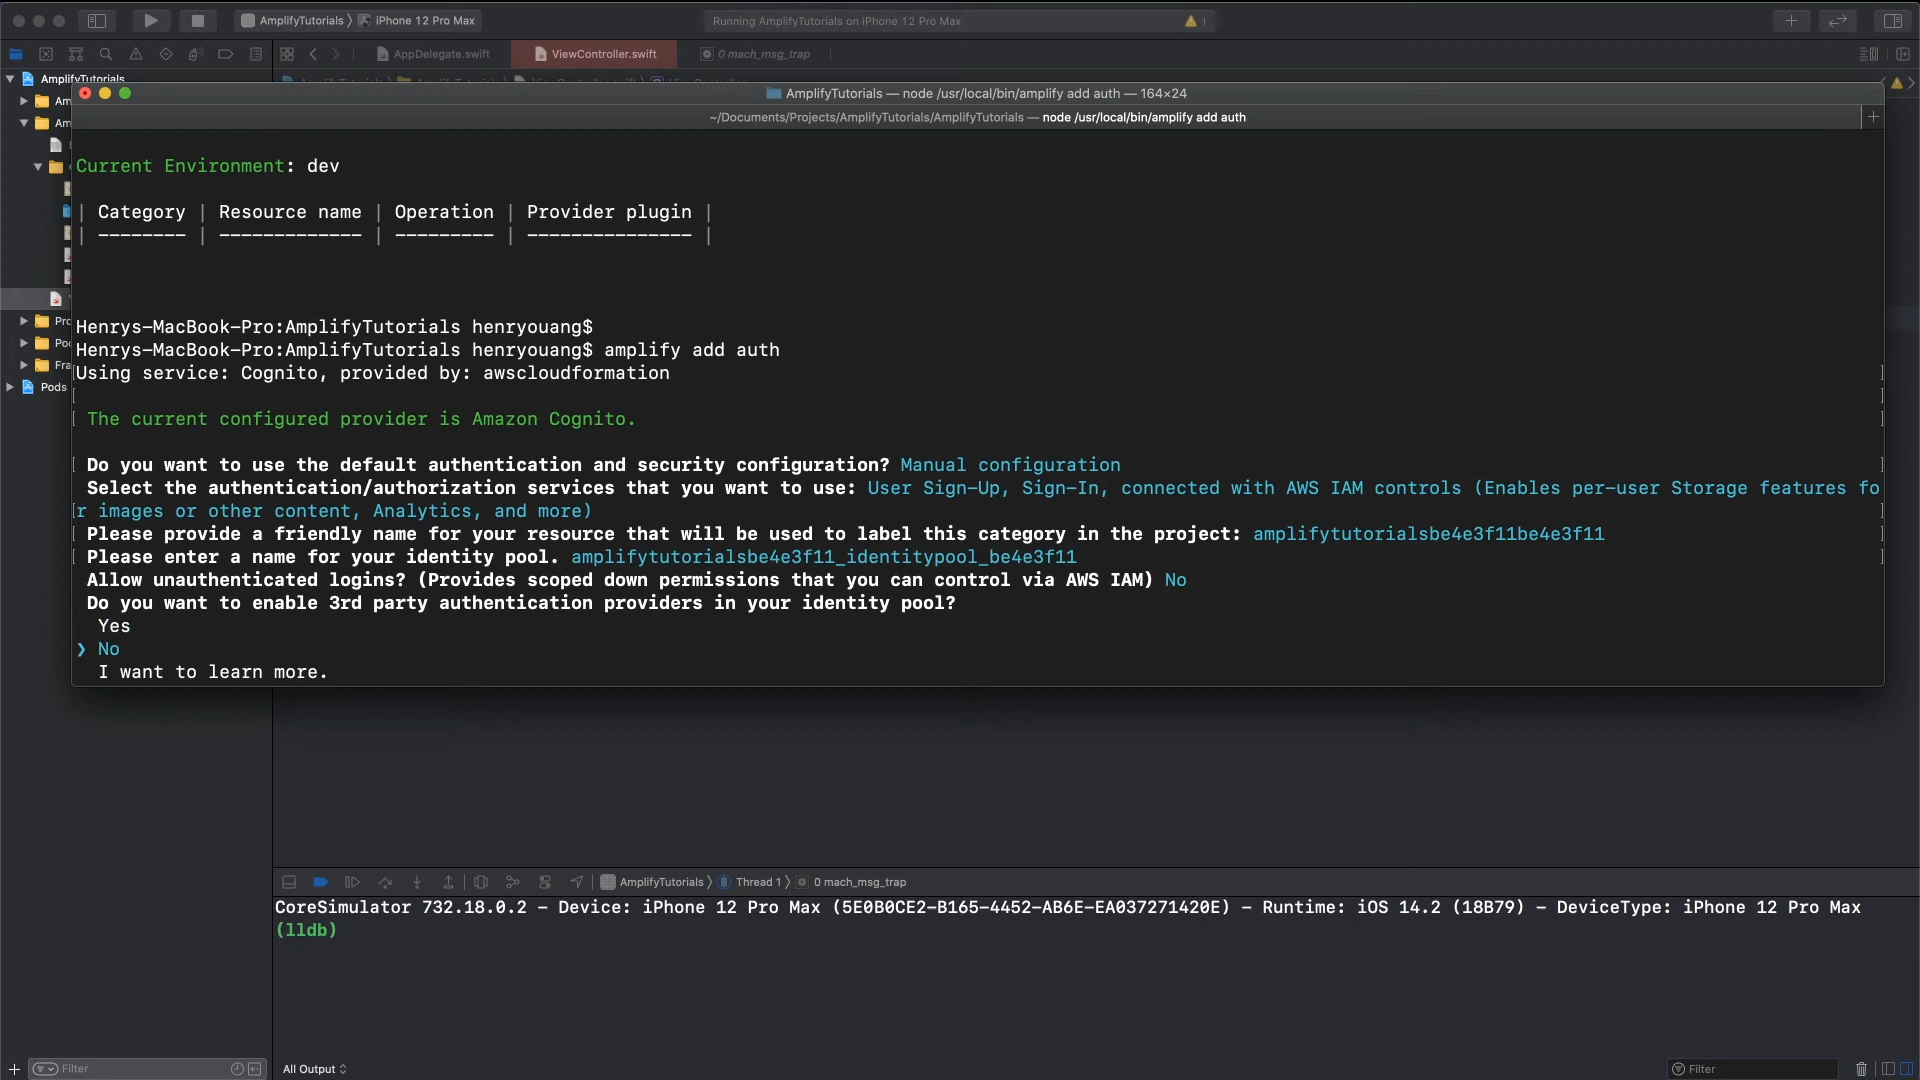 AmplifyTutorials
iPhone 12 Pro Max
Running AmplifyTutorials on iPhone 12 Pro Max
1
AppDelegate.swift
ViewController.swift
0 mach_msg_trap
AmplifyTutorials
AmplifyTutorials — node /usr/local/bin/amplify add auth — 164×24
~/Documents/Projects/AmplifyTutorials/AmplifyTutorials — node /usr/local/bin/amplify add auth
Am
Am
Pro
Poo
Fra
Pods
Current Environment: dev
| Category | Resource name | Operation | Provider plugin |
| -------- | ------------- | --------- | --------------- |
Henrys-MacBook-Pro:AmplifyTutorials henryouang$
Henrys-MacBook-Pro:AmplifyTutorials henryouang$ amplify add auth
Using service: Cognito, provided by: awscloudformation
The current configured provider is Amazon Cognito.
Do you want to use the default authentication and security configuration? Manual configuration
Select the authentication/authorization services that you want to use: User Sign-Up, Sign-In, connected with AWS IAM controls (Enables per-user Storage features fo
r images or other content, Analytics, and more)
Please provide a friendly name for your resource that will be used to label this category in the project: amplifytutorialsbe4e3f11be4e3f11
Please enter a name for your identity pool. amplifytutorialsbe4e3f11_identitypool_be4e3f11
Allow unauthenticated logins? (Provides scoped down permissions that you can control via AWS IAM) No
Do you want to enable 3rd party authentication providers in your identity pool?
Yes
❯ No
I want to learn more.
AmplifyTutorials
Thread 1
0 mach_msg_trap
CoreSimulator 732.18.0.2 - Device: iPhone 12 Pro Max (5E0B0CE2-B165-4452-AB6E-EA037271420E) - Runtime: iOS 14.2 (18B79) - DeviceType: iPhone 12 Pro Max
(lldb)
Filter
All Output
Filter